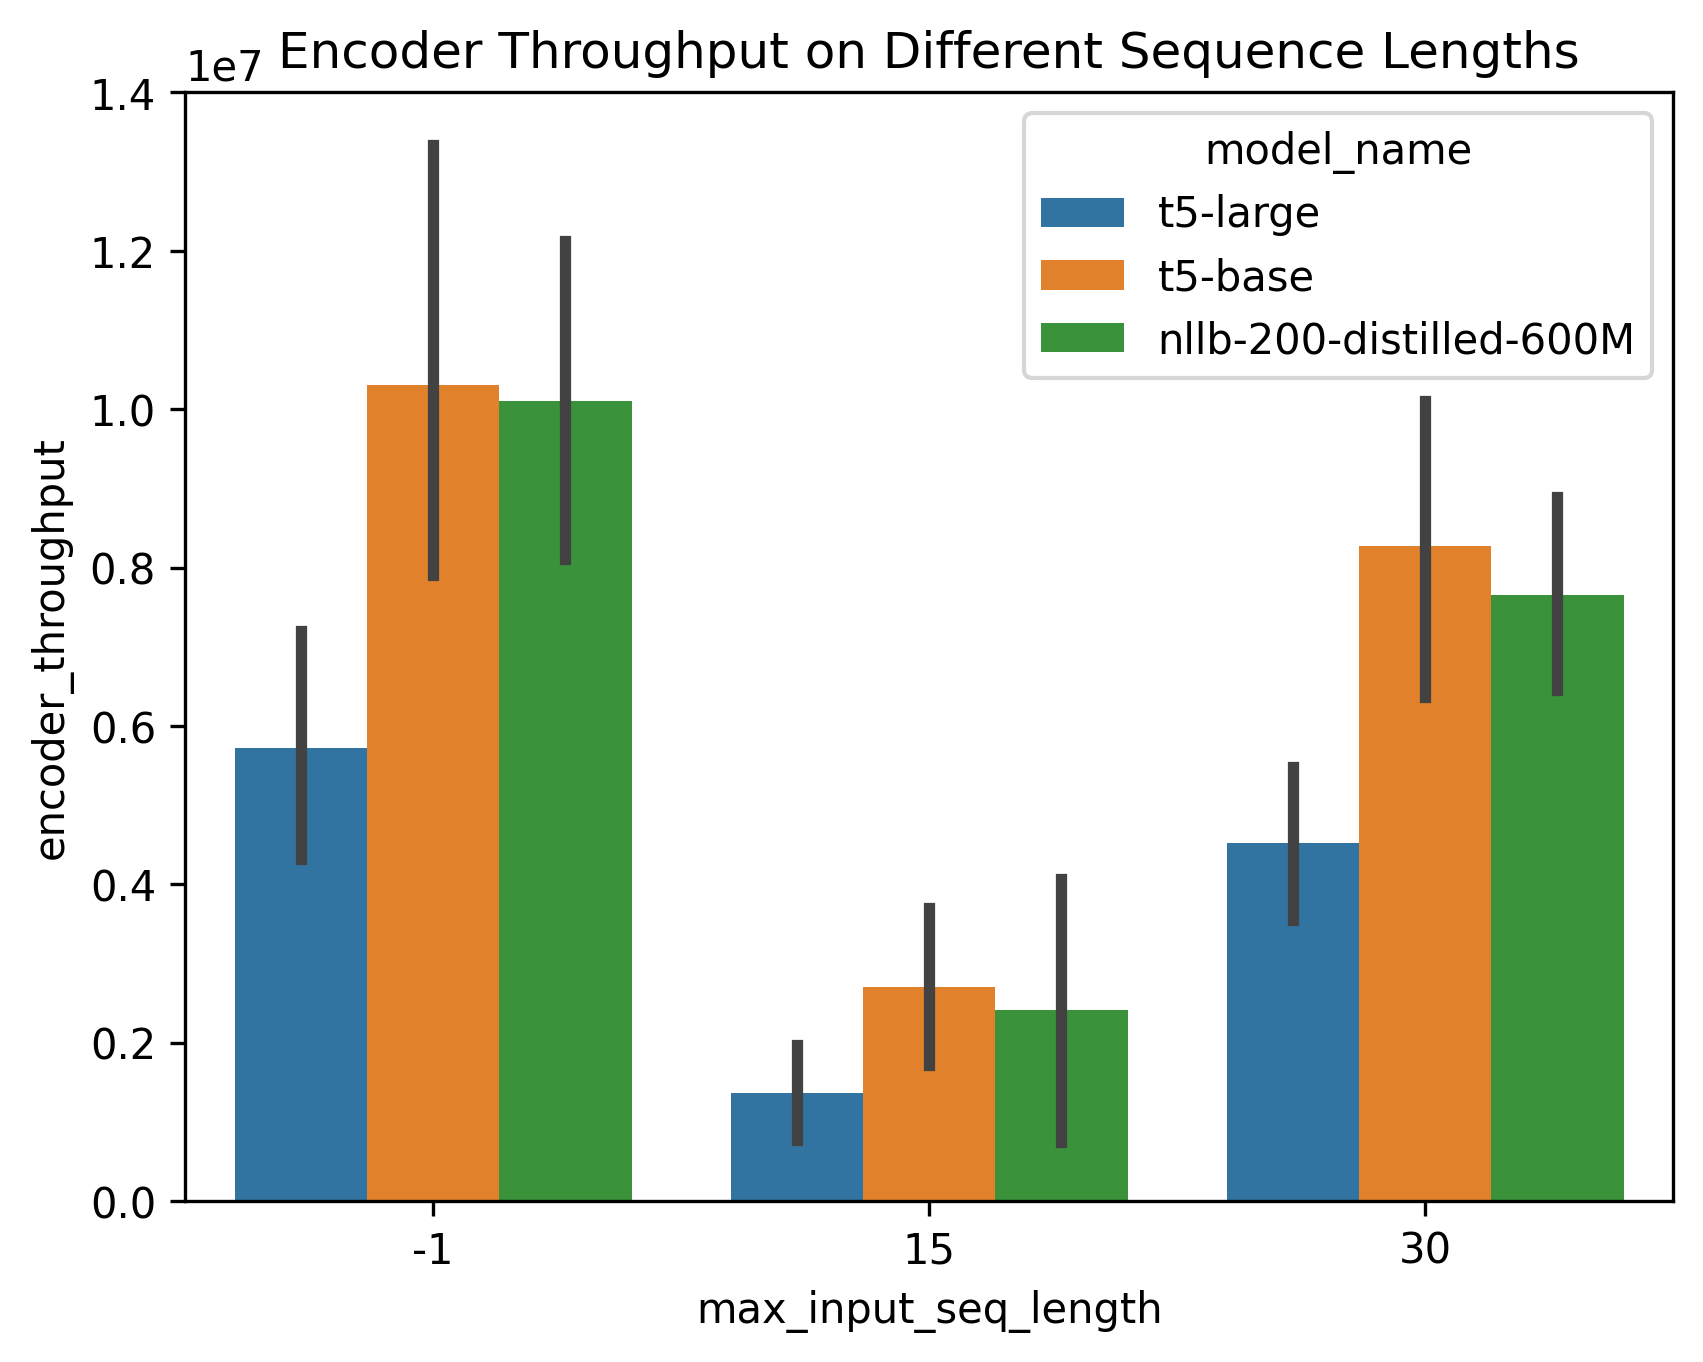 Encoder Throughput on Different Sequence Lengths
1e7
1.4
1.2
1.0
0.8
0.6
0.4
0.2
0.0
encoder_throughput
model_name
t5-large
t5-base
nllb-200-distilled-600M
-1
15
30
max_input_seq_length